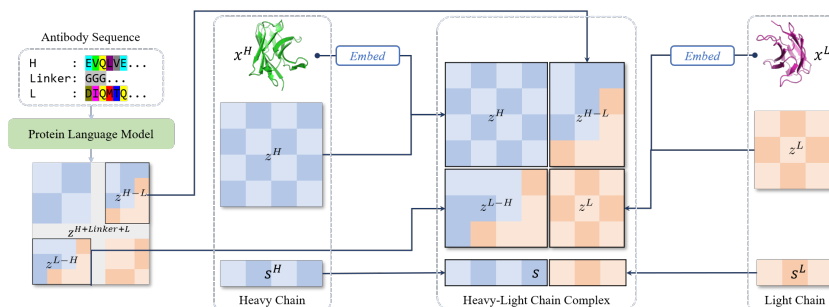 Antibody Sequence
H : EVQLVE...
Linker: GGG...
L : DIQMTQ...
Protein Language Model
z^{H-L}
z^{H+Linker+L}
z^{L-H}
x^H
Embed
z^H
s^H
Heavy Chain
z^H
z^{H-L}
z^{L-H}
z^L
s
Heavy-Light Chain Complex
Embed
x^L
z^L
s^L
Light Chain